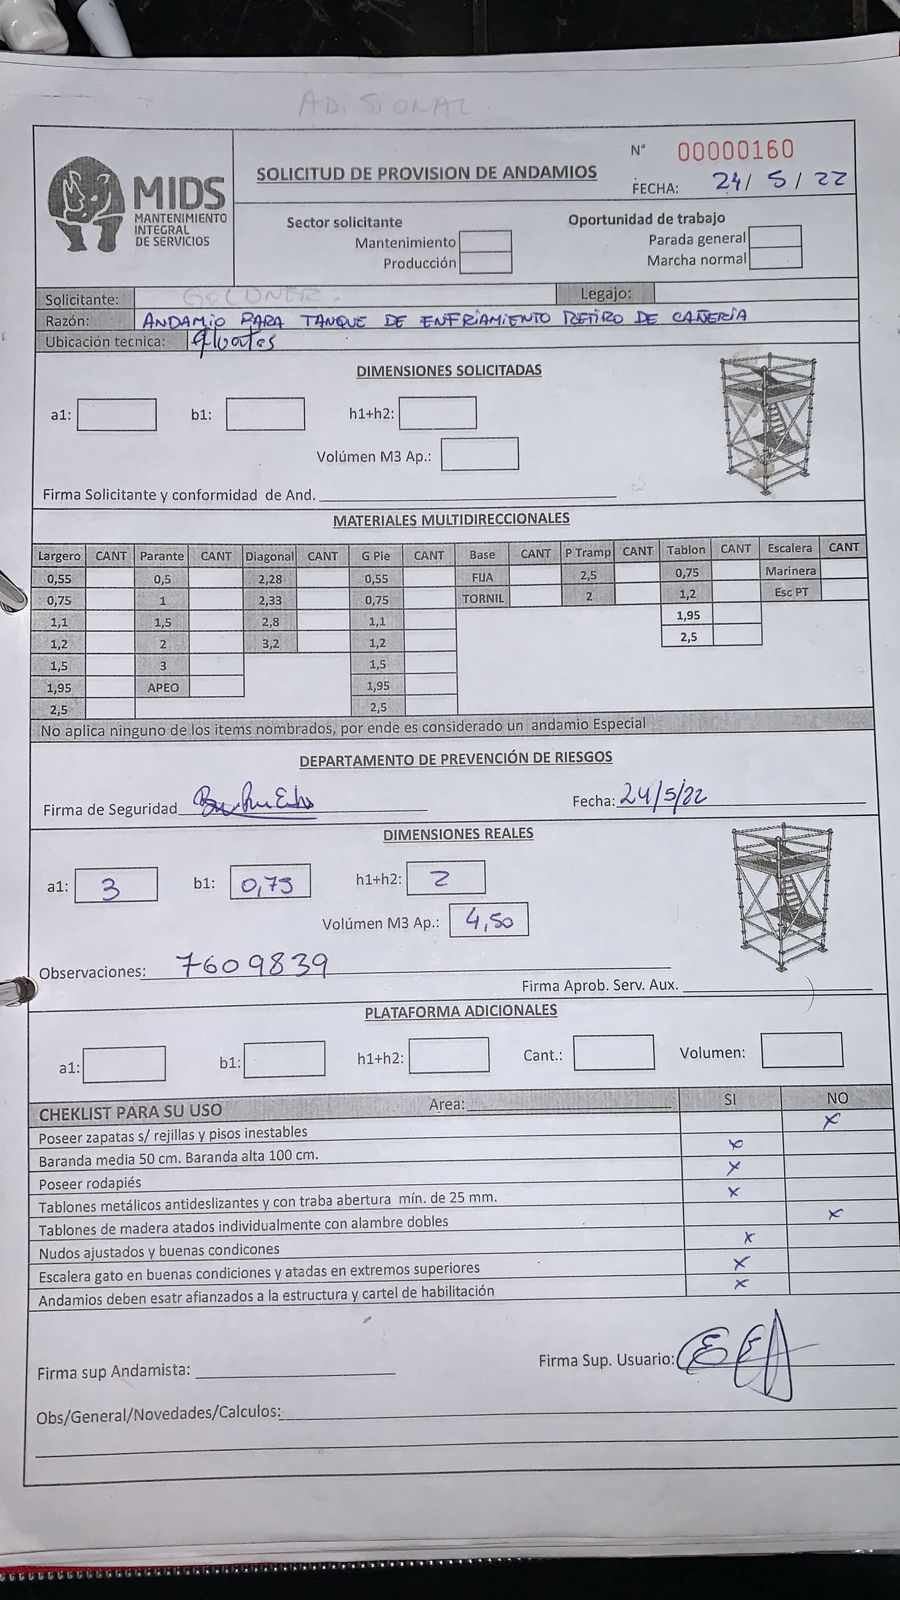 ADISIONAL.
MIDS
MANTENIMIENTO
INTEGRAL
DE SERVICIOS
SOLICITUD DE PROVISION DE ANDAMIOS
N° 00000160
FECHA: 24/ 5 / 22
Sector solicitante
Mantenimiento
Producción
Oportunidad de trabajo
Parada general
Marcha normal
Solicitante: GOLDNER. Legajo:
Razón: ANDAMIO PARA TANQUE DE ENFRIAMIENTO RETIRO DE CAÑERIA
Ubicación tecnica:
DIMENSIONES SOLICITADAS
a1: b1: h1+h2:
Volúmen M3 Ap.:
Firma Solicitante y conformidad de And.
MATERIALES MULTIDIRECCIONALES
Largero CANT Parante CANT Diagonal CANT G Pie CANT Base CANT P Tramp CANT Tablon CANT Escalera CANT
0,55 0,5 2,28 0,55 FIJA 2,5 0,75 Marinera
0,75 1 2,33 0,75 TORNIL 2 1,2 Esc PT
1,1 1,5 2,8 1,1 1,95
1,2 2 3,2 1,2 2,5
1,5 3 1,5
1,95 APEO 1,95
2,5 2,5
No aplica ninguno de los items nombrados, por ende es considerado un andamio Especial
DEPARTAMENTO DE PREVENCIÓN DE RIESGOS
Firma de Seguridad Fecha: 24/5/22
DIMENSIONES REALES
a1: 3 b1: 0,75 h1+h2: 2
Volúmen M3 Ap.: 4,50
Observaciones: 7609839
Firma Aprob. Serv. Aux.
PLATAFORMA ADICIONALES
a1: b1: h1+h2: Cant.: Volumen:
CHEKLIST PARA SU USO Area: SI NO
Poseer zapatas s/ rejillas y pisos inestables x
Baranda media 50 cm. Baranda alta 100 cm. x
Poseer rodapiés x
Tablones metálicos antideslizantes y con traba abertura mín. de 25 mm. x
Tablones de madera atados individualmente con alambre dobles x
Nudos ajustados y buenas condicones x
Escalera gato en buenas condiciones y atadas en extremos superiores x
Andamios deben esatr afianzados a la estructura y cartel de habilitación x
Firma sup Andamista: Firma Sup. Usuario:
Obs/General/Novedades/Calculos: